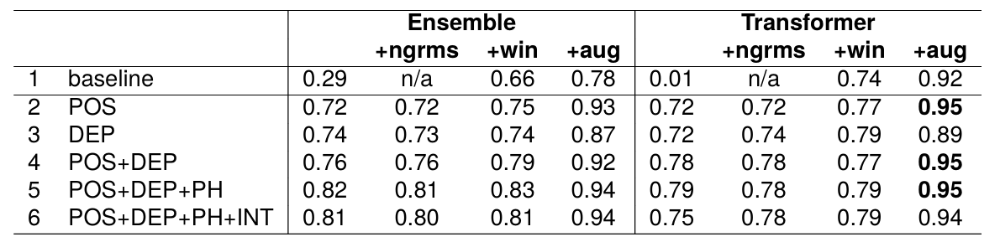 Ensemble Transformer
+ngrms +win +aug +ngrms +win +aug
1 baseline 0.29 n/a 0.66 0.78 0.01 n/a 0.74 0.92
2 POS 0.72 0.72 0.75 0.93 0.72 0.72 0.77 0.95
3 DEP 0.74 0.73 0.74 0.87 0.72 0.74 0.79 0.89
4 POS+DEP 0.76 0.76 0.79 0.92 0.78 0.78 0.77 0.95
5 POS+DEP+PH 0.82 0.81 0.83 0.94 0.79 0.78 0.79 0.95
6 POS+DEP+PH+INT 0.81 0.80 0.81 0.94 0.75 0.78 0.79 0.94